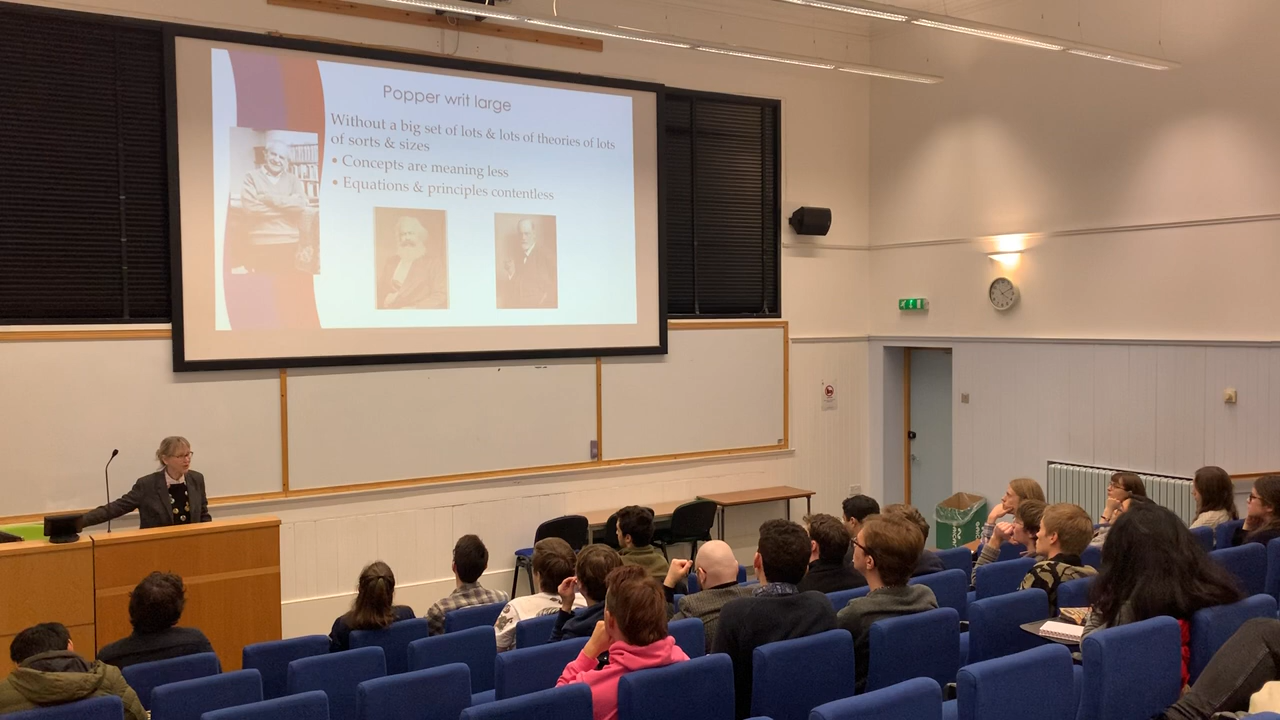 Popper writ large
Without a big set of lots & lots of theories of lots
of sorts & sizes
• Concepts are meaning less
• Equations & principles contentless